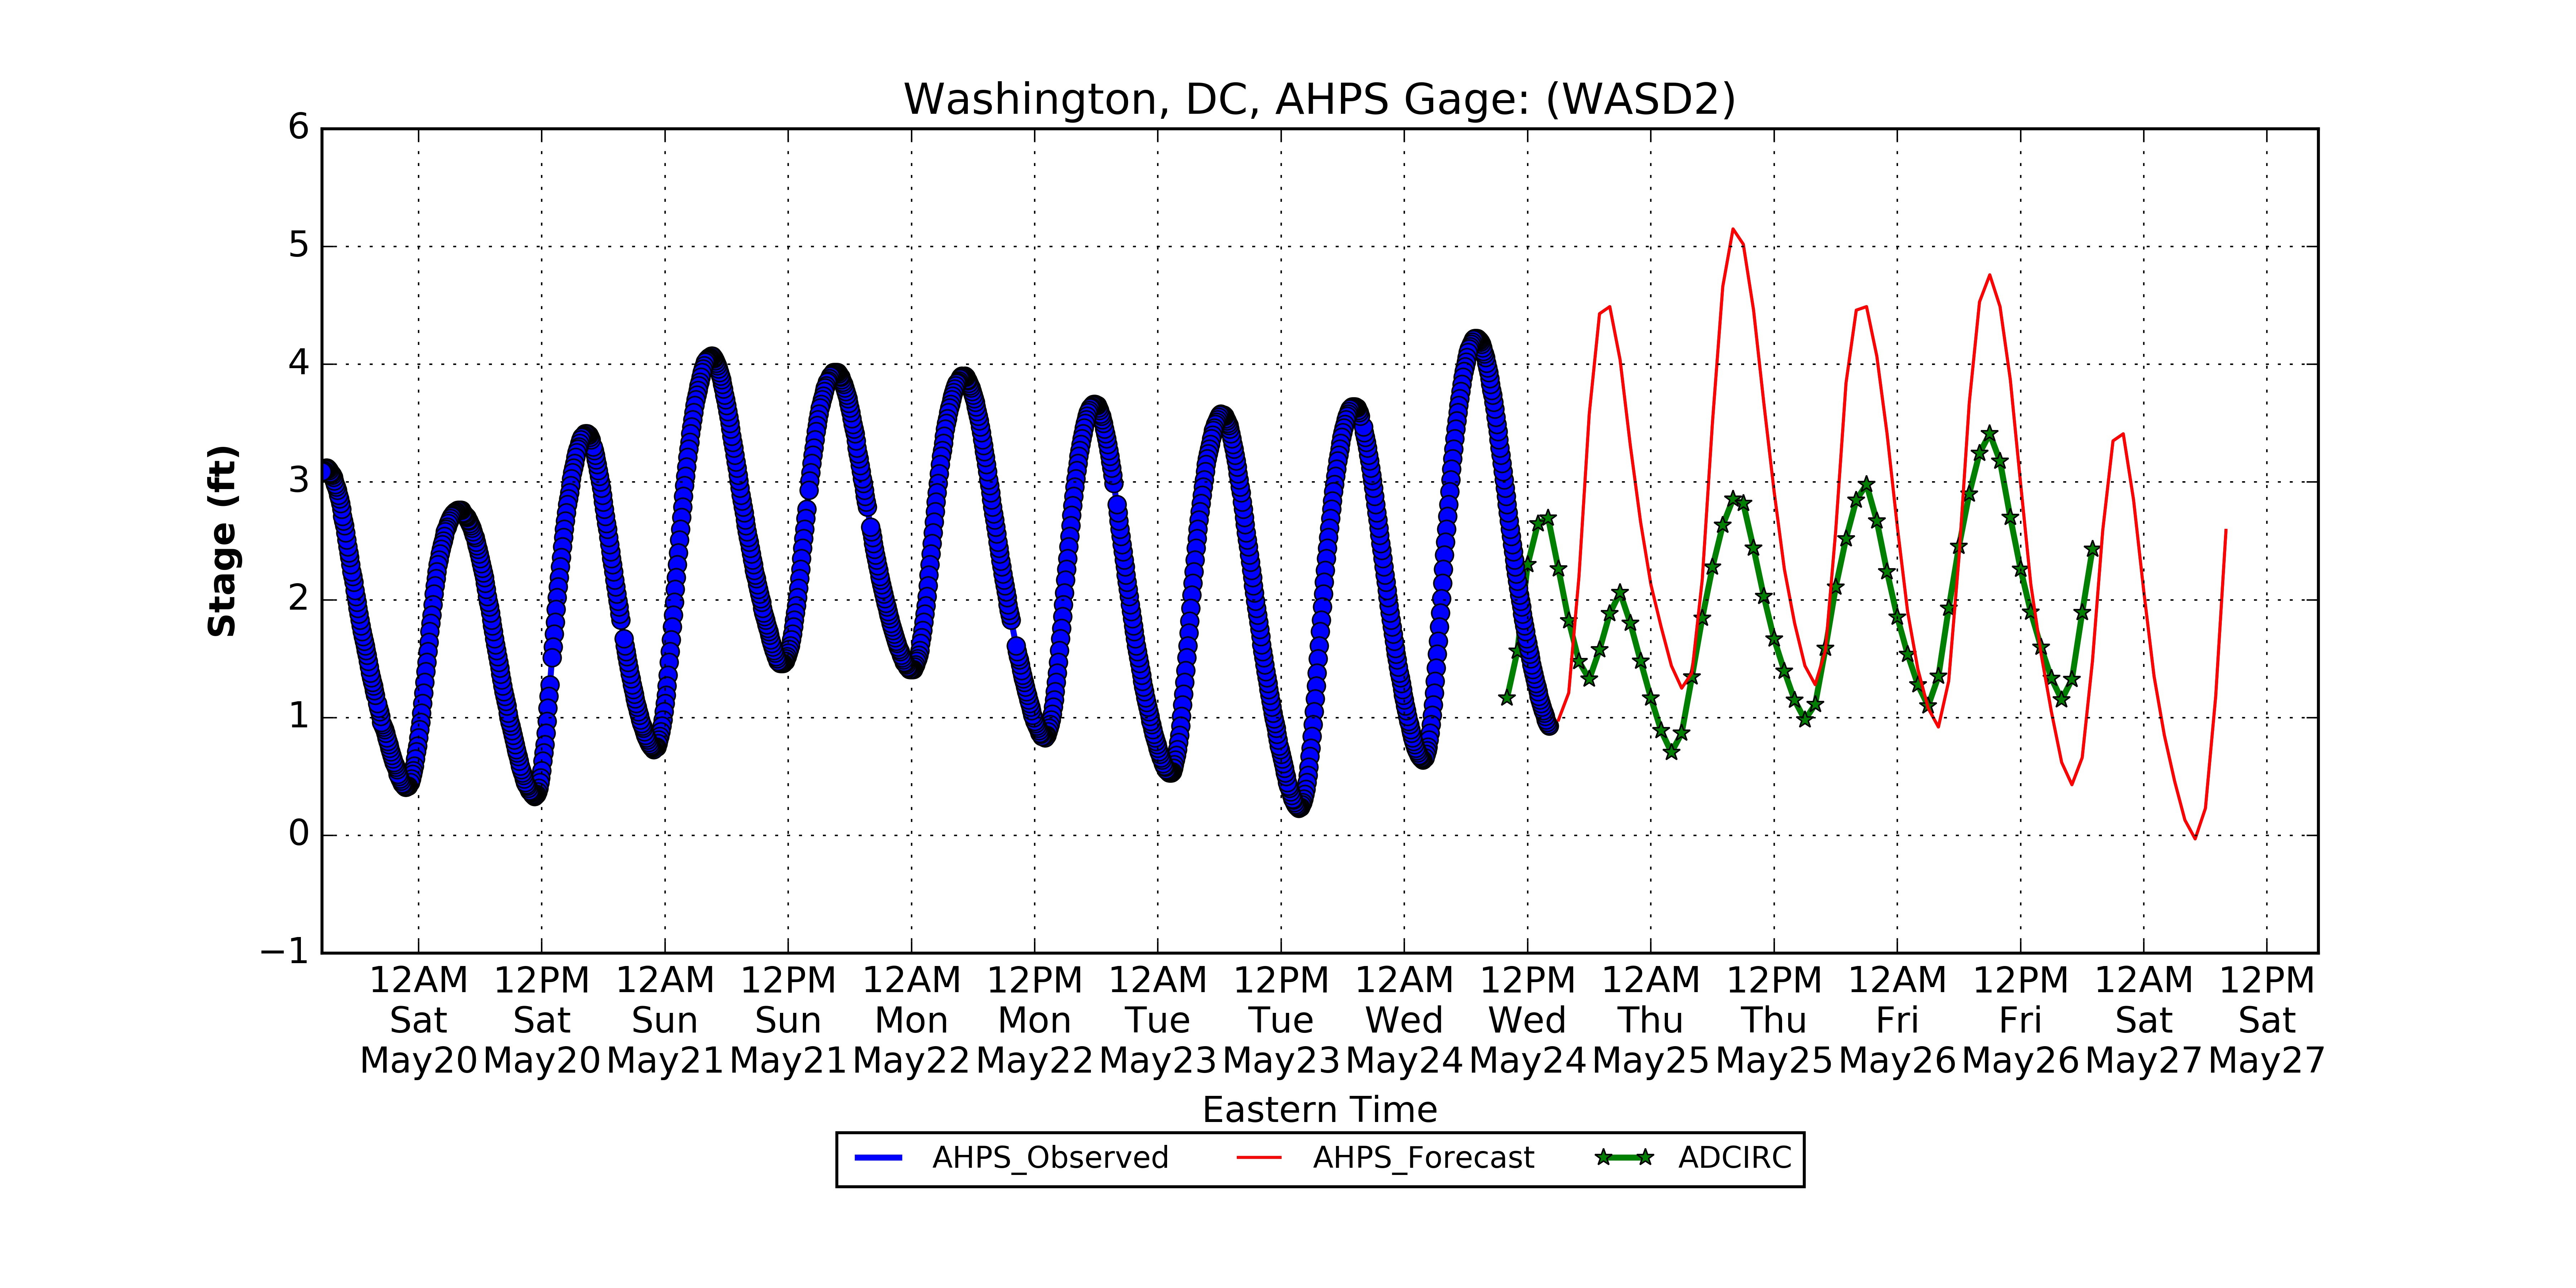 Washington, DC, AHPS Gage: (WASD2)
6
5
4
3
2
1
0
−1
Stage (ft)
12AM 12PM 12AM 12PM 12AM 12PM 12AM 12PM 12AM 12PM 12AM 12PM 12AM 12PM 12AM 12PM
Sat Sat Sun Sun Mon Mon Tue Tue Wed Wed Thu Thu Fri Fri Sat Sat
May20 May20 May21 May21 May22 May22 May23 May23 May24 May24 May25 May25 May26 May26 May27 May27
Eastern Time
AHPS_Observed AHPS_Forecast ADCIRC